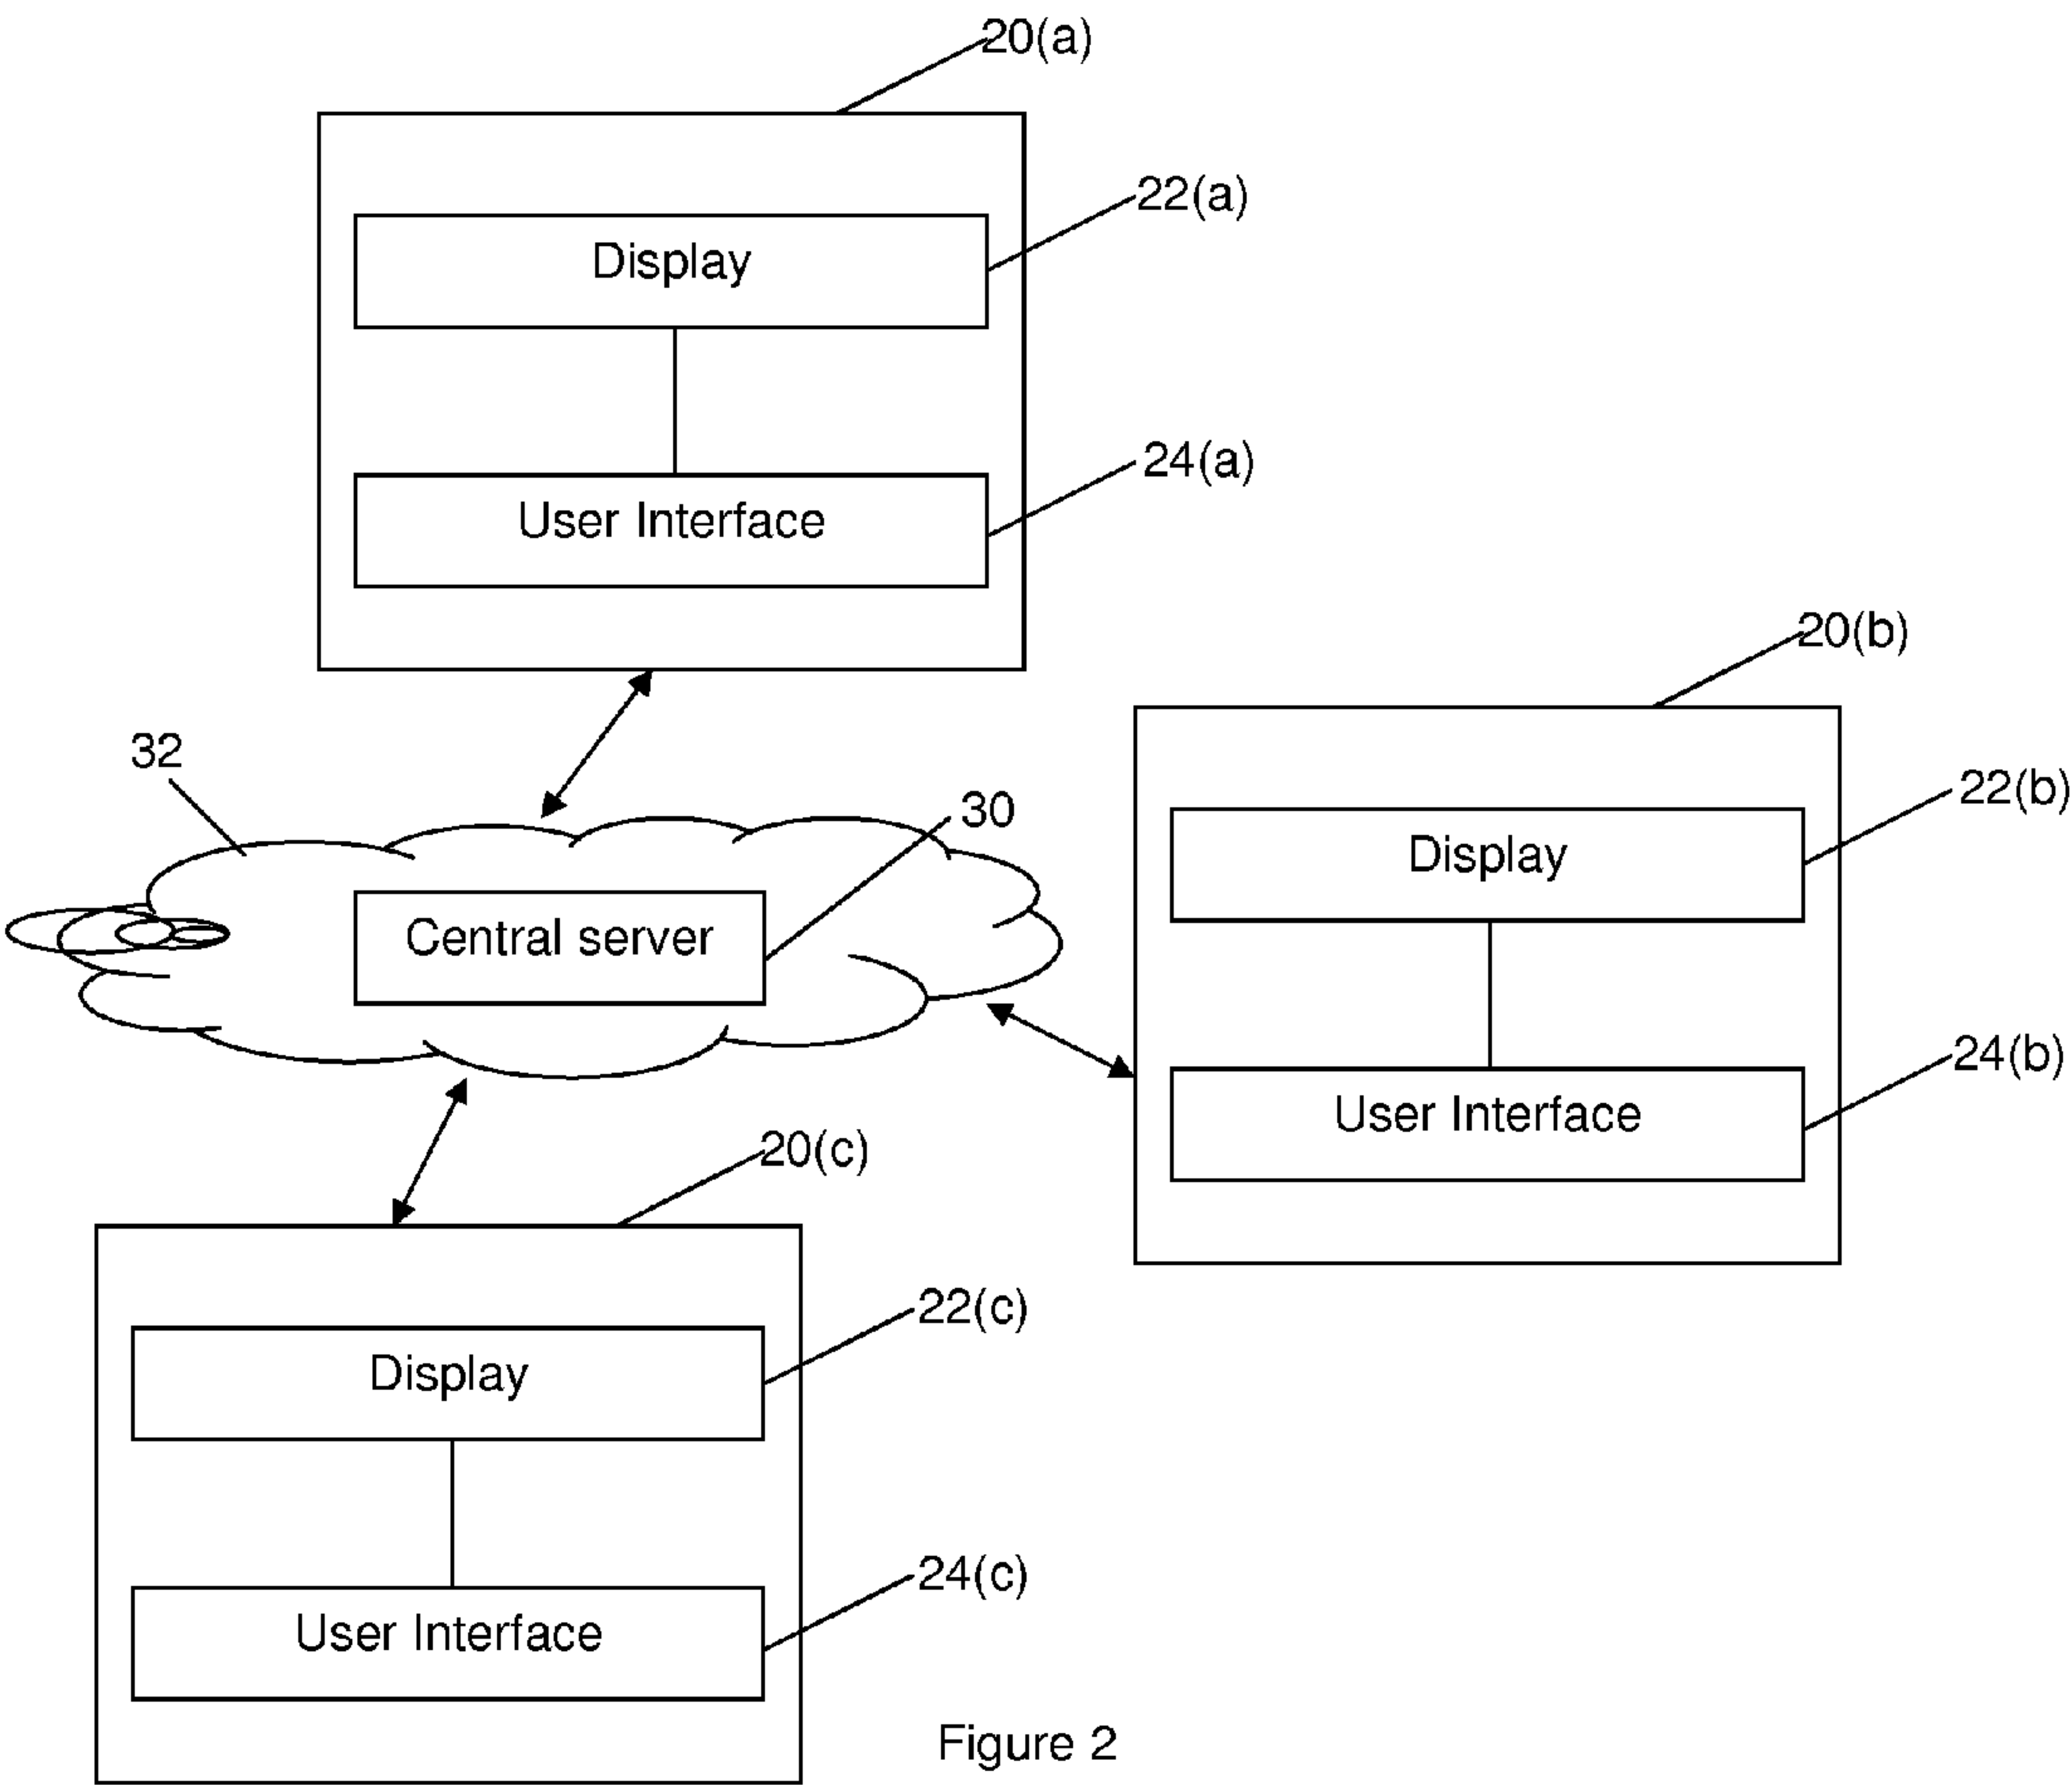 20(a)
22(a)
Display
24(a)
User Interface
20(b)
32
22(b)
30
Display
Central server
24(b)
User Interface
20(c)
22(c)
Display
24(c)
User Interface
Figure 2